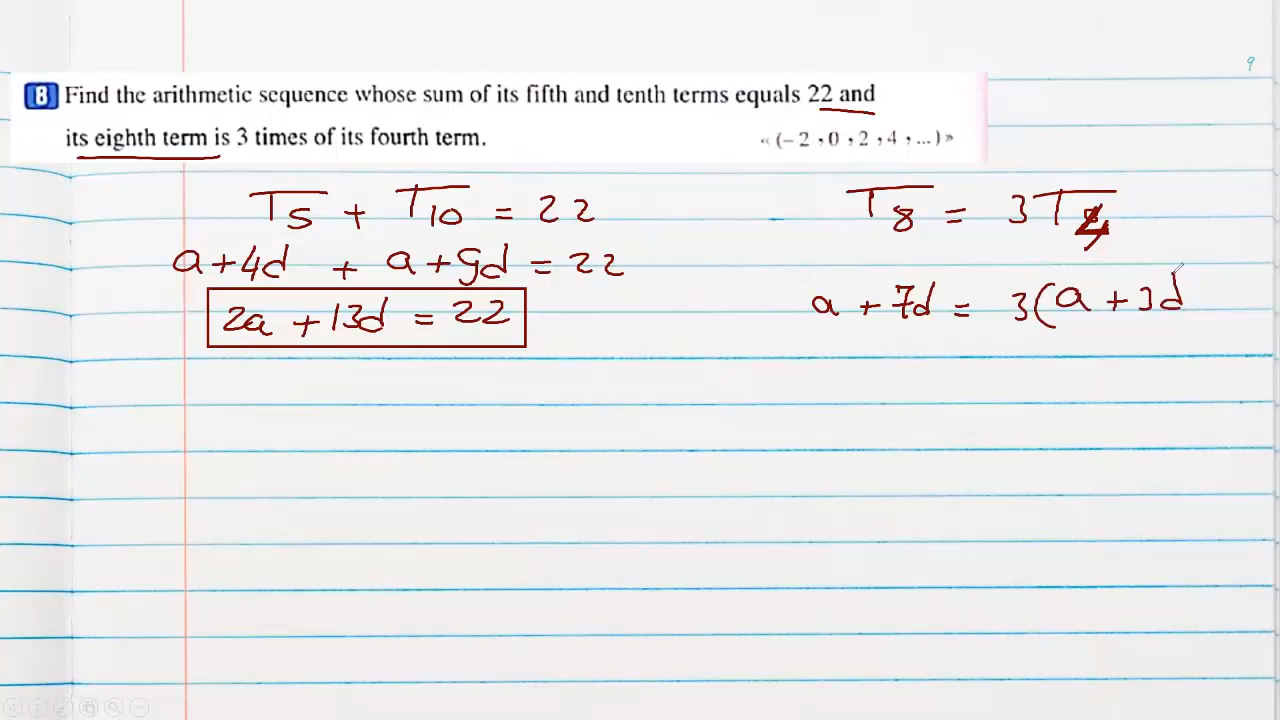 9
8 Find the arithmetic sequence whose sum of its fifth and tenth terms equals 22 and
its eighth term is 3 times of its fourth term. « (– 2 , 0 , 2 , 4 , ...) »
T5 + T10 = 22
a+4d + a+9d = 22
2a + 13d = 22
T8 = 3T4
a + 7d = 3(a + 3d